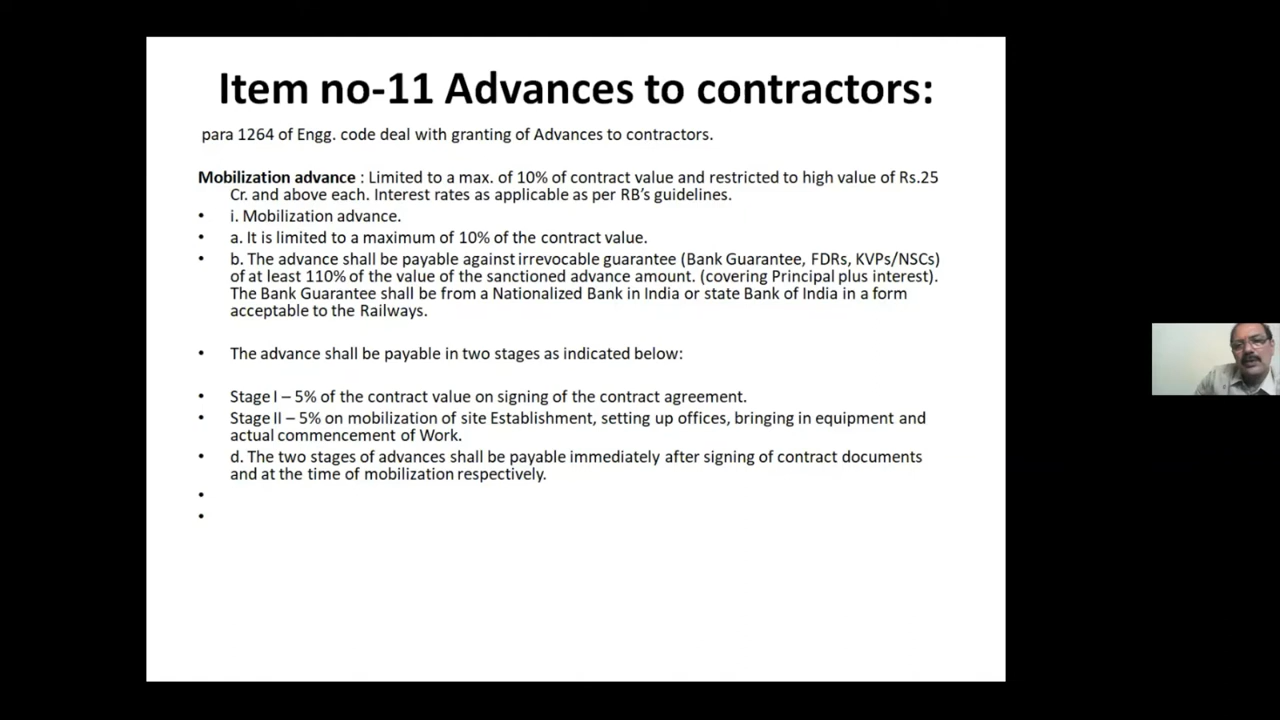 Item no-11 Advances to contractors:
para 1264 of Engg. code deal with granting of Advances to contractors.
Mobilization advance : Limited to a max. of 10% of contract value and restricted to high value of Rs.25
Cr. and above each. Interest rates as applicable as per RB's guidelines.
• i. Mobilization advance.
• a. It is limited to a maximum of 10% of the contract value.
• b. The advance shall be payable against irrevocable guarantee (Bank Guarantee, FDRs, KVPs/NSCs)
of at least 110% of the value of the sanctioned advance amount. (covering Principal plus interest).
The Bank Guarantee shall be from a Nationalized Bank in India or state Bank of India in a form
acceptable to the Railways.
• The advance shall be payable in two stages as indicated below:
• Stage I – 5% of the contract value on signing of the contract agreement.
• Stage II – 5% on mobilization of site Establishment, setting up offices, bringing in equipment and
actual commencement of Work.
• d. The two stages of advances shall be payable immediately after signing of contract documents
and at the time of mobilization respectively.
•
•